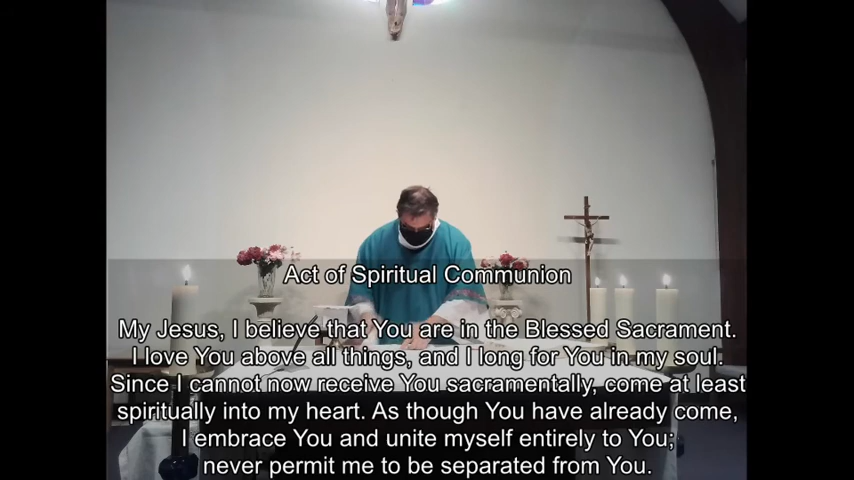 Act of Spiritual Communion
My Jesus, I believe that You are in the Blessed Sacrament.
I love You above all things, and I long for You in my soul.
Since I cannot now receive You sacramentally, come at least
spiritually into my heart. As though You have already come,
I embrace You and unite myself entirely to You;
never permit me to be separated from You.